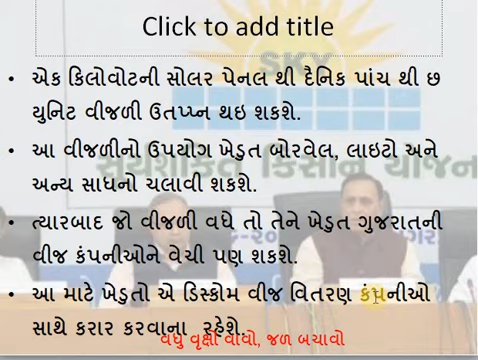 Click to add title
SKY
• એક કિલોવોટની સોલર પેનલ થી દૈનિક પાંચ થી છ
યુનિટ વીજળી ઉતપ્ન થઇ શકશે.
• આ વીજળીનો ઉપયોગ ખેડુત બોરવેલ, લાઇટો અને
અન્ય સાધનો ચલાવી શકશે.
• ત્યારબાદ જો વીજળી વધે તો તેને ખેડુત ગુજરાતની
વીજ કંપનીઓને વેચી પણ શકશે.
• આ માટે ખેડુતો એ ડિસ્કોમ વીજ વિતરણ કંપનીઓ
સાથે કરાર કરવાના રહેશે.
વધુ વૃક્ષો વાવો, જળ બચાવો